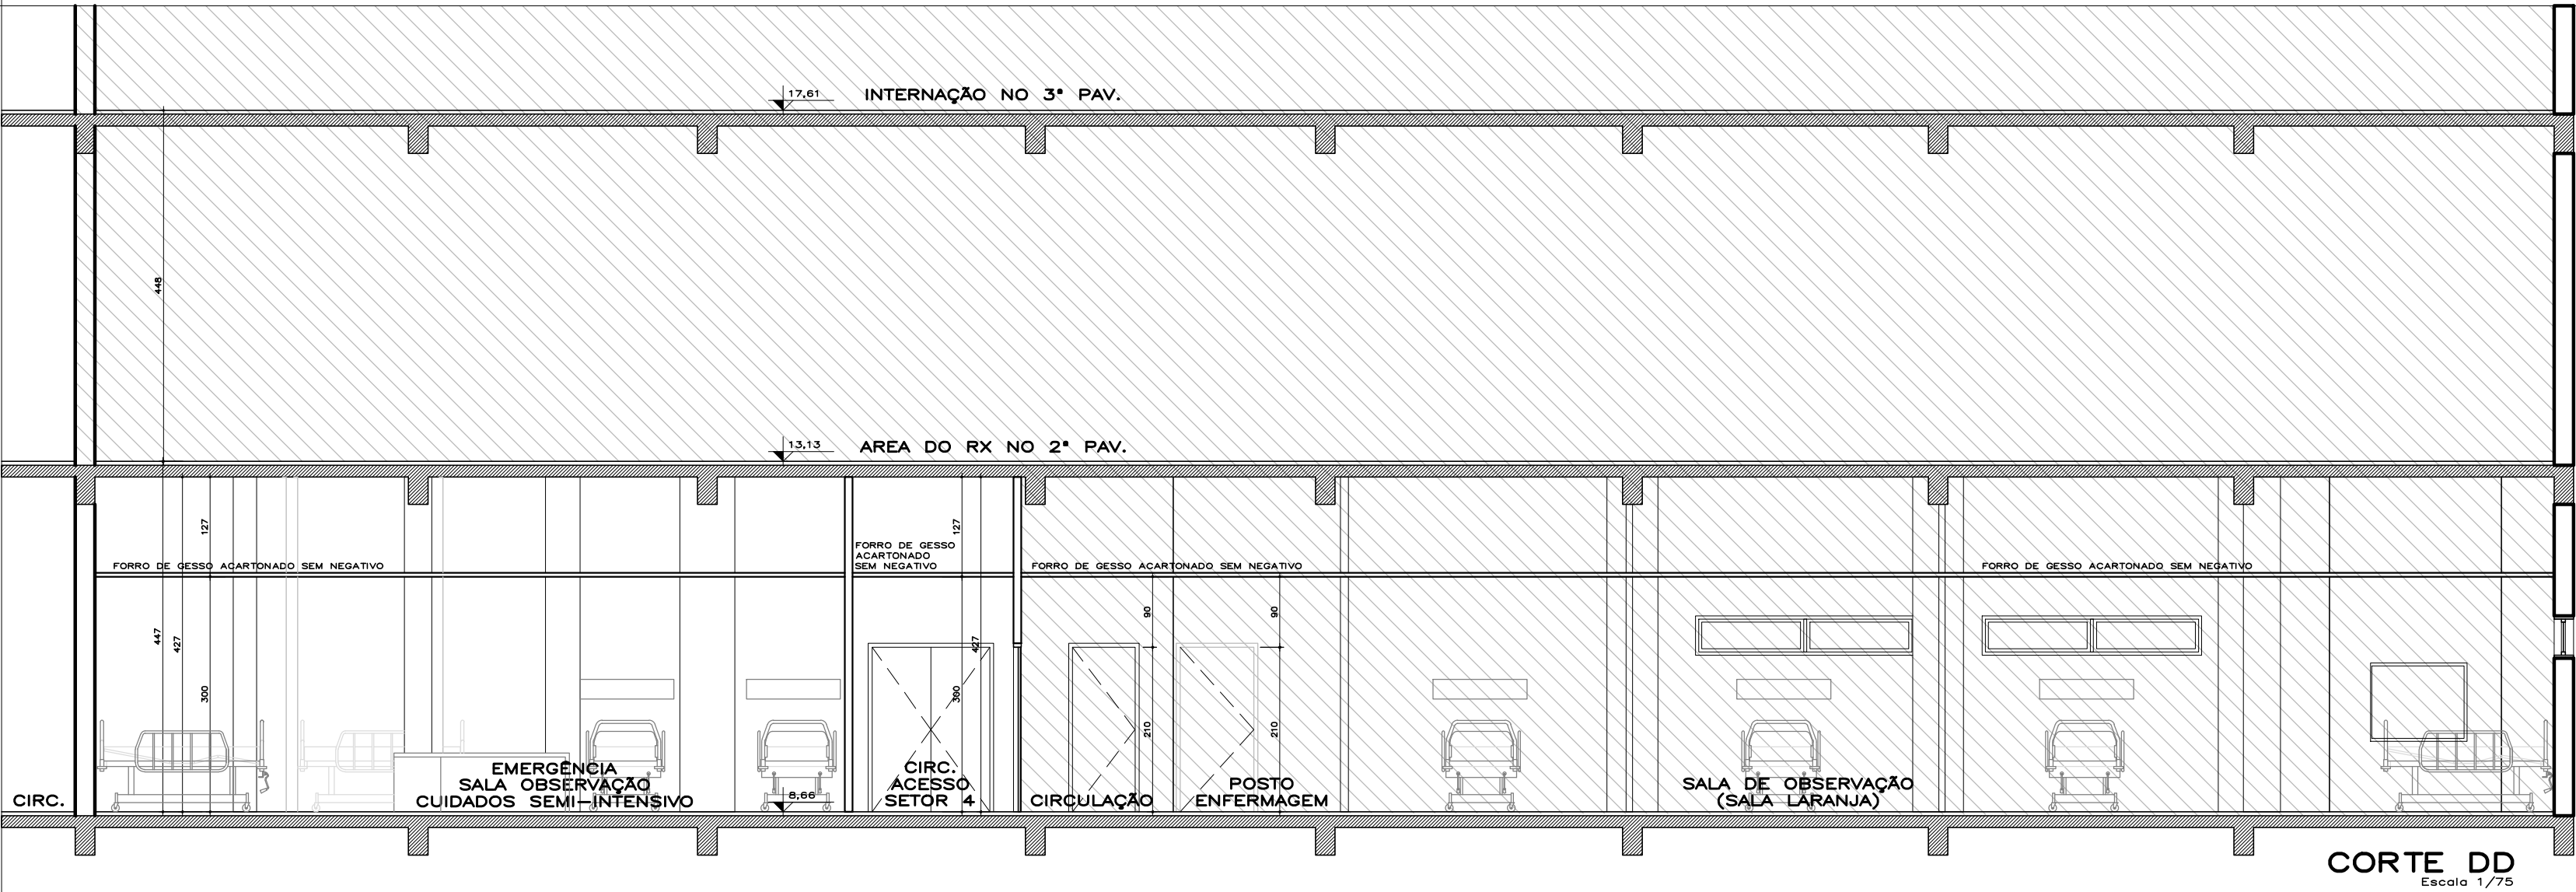 17,61
INTERNAÇÃO NO 3ª PAV.
448
13,13
AREA DO RX NO 2ª PAV.
127
127
FORRO DE GESSO ACARTONADO SEM NEGATIVO
FORRO DE GESSO
ACARTONADO
SEM NEGATIVO
FORRO DE GESSO ACARTONADO SEM NEGATIVO
FORRO DE GESSO ACARTONADO SEM NEGATIVO
447
427
300
427
300
90
90
210
210
CIRC.
EMERGÊNCIA
SALA OBSERVAÇÃO
CUIDADOS SEMI-INTENSIVO
8,66
CIRC.
ACESSO
SETOR 4
CIRCULAÇÃO
POSTO
ENFERMAGEM
SALA DE OBSERVAÇÃO
(SALA LARANJA)
CORTE DD
Escala 1/75